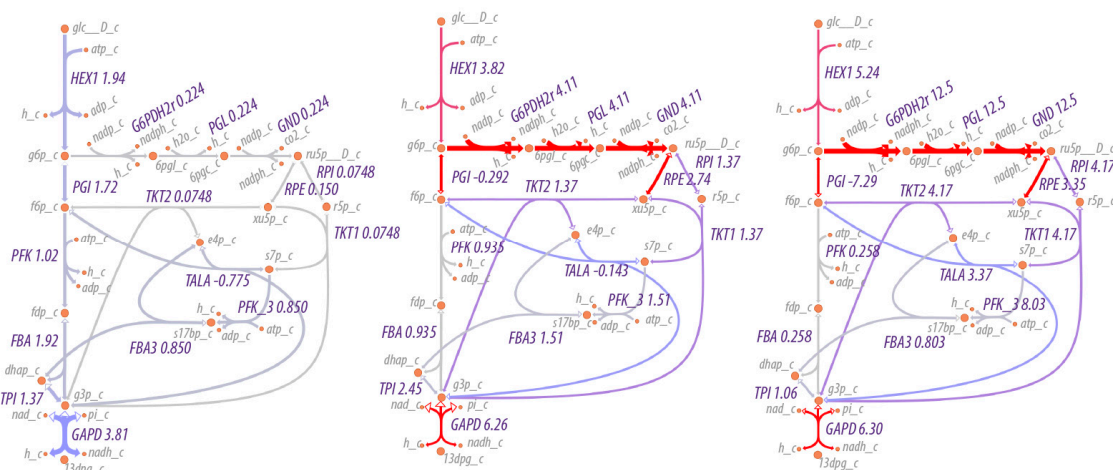 glc__D_c
atp_c
HEX1 1.94
h_c
adp_c
nadp_c
G6PDH2r 0.224
nadph_c
h2o_c
PGL 0.224
h_c
nadp_c
GND 0.224
co2_c
g6p_c
h_c
6pgl_c
6pgc_c
nadph_c
ru5p__D_c
RPI 0.0748
PGI 1.72
TKT2 0.0748
RPE 0.150
f6p_c
xu5p_c
r5p_c
TKT1 0.0748
atp_c
PFK 1.02
h_c
adp_c
e4p_c
s7p_c
TALA -0.775
PFK_3 0.850
fdp_c
h_c
s17bp_c
adp_c
atp_c
FBA 1.92
FBA3 0.850
dhap_c
TPI 1.37
g3p_c
nad_c
pi_c
GAPD 3.81
h_c
nadh_c
13dpg_c
glc__D_c
atp_c
HEX1 3.82
h_c
adp_c
nadp_c
G6PDH2r 4.11
nadph_c
h2o_c
PGL 4.11
h_c
nadp_c
GND 4.11
co2_c
g6p_c
h_c
6pgl_c
6pgc_c
nadph_c
ru5p__D_c
RPI 1.37
PGI -0.292
TKT2 1.37
RPE 2.74
f6p_c
xu5p_c
r5p_c
TKT1 1.37
atp_c
PFK 0.935
h_c
adp_c
e4p_c
s7p_c
TALA -0.143
PFK_3 1.51
fdp_c
h_c
s17bp_c
adp_c
atp_c
FBA 0.935
FBA3 1.51
dhap_c
TPI 2.45
g3p_c
nad_c
pi_c
GAPD 6.26
h_c
nadh_c
13dpg_c
glc__D_c
atp_c
HEX1 5.24
h_c
adp_c
nadp_c
G6PDH2r 12.5
nadph_c
h2o_c
PGL 12.5
h_c
nadp_c
GND 12.5
co2_c
g6p_c
h_c
6pgl_c
6pgc_c
nadph_c
ru5p__D_c
RPI 4.17
PGI -7.29
TKT2 4.17
RPE 3.35
f6p_c
xu5p_c
r5p_c
TKT1 4.17
atp_c
PFK 0.258
h_c
adp_c
e4p_c
s7p_c
TALA 3.37
PFK_3 8.03
fdp_c
h_c
s17bp_c
adp_c
atp_c
FBA 0.258
FBA3 0.803
dhap_c
TPI 1.06
g3p_c
nad_c
pi_c
GAPD 6.30
h_c
nadh_c
13dpg_c